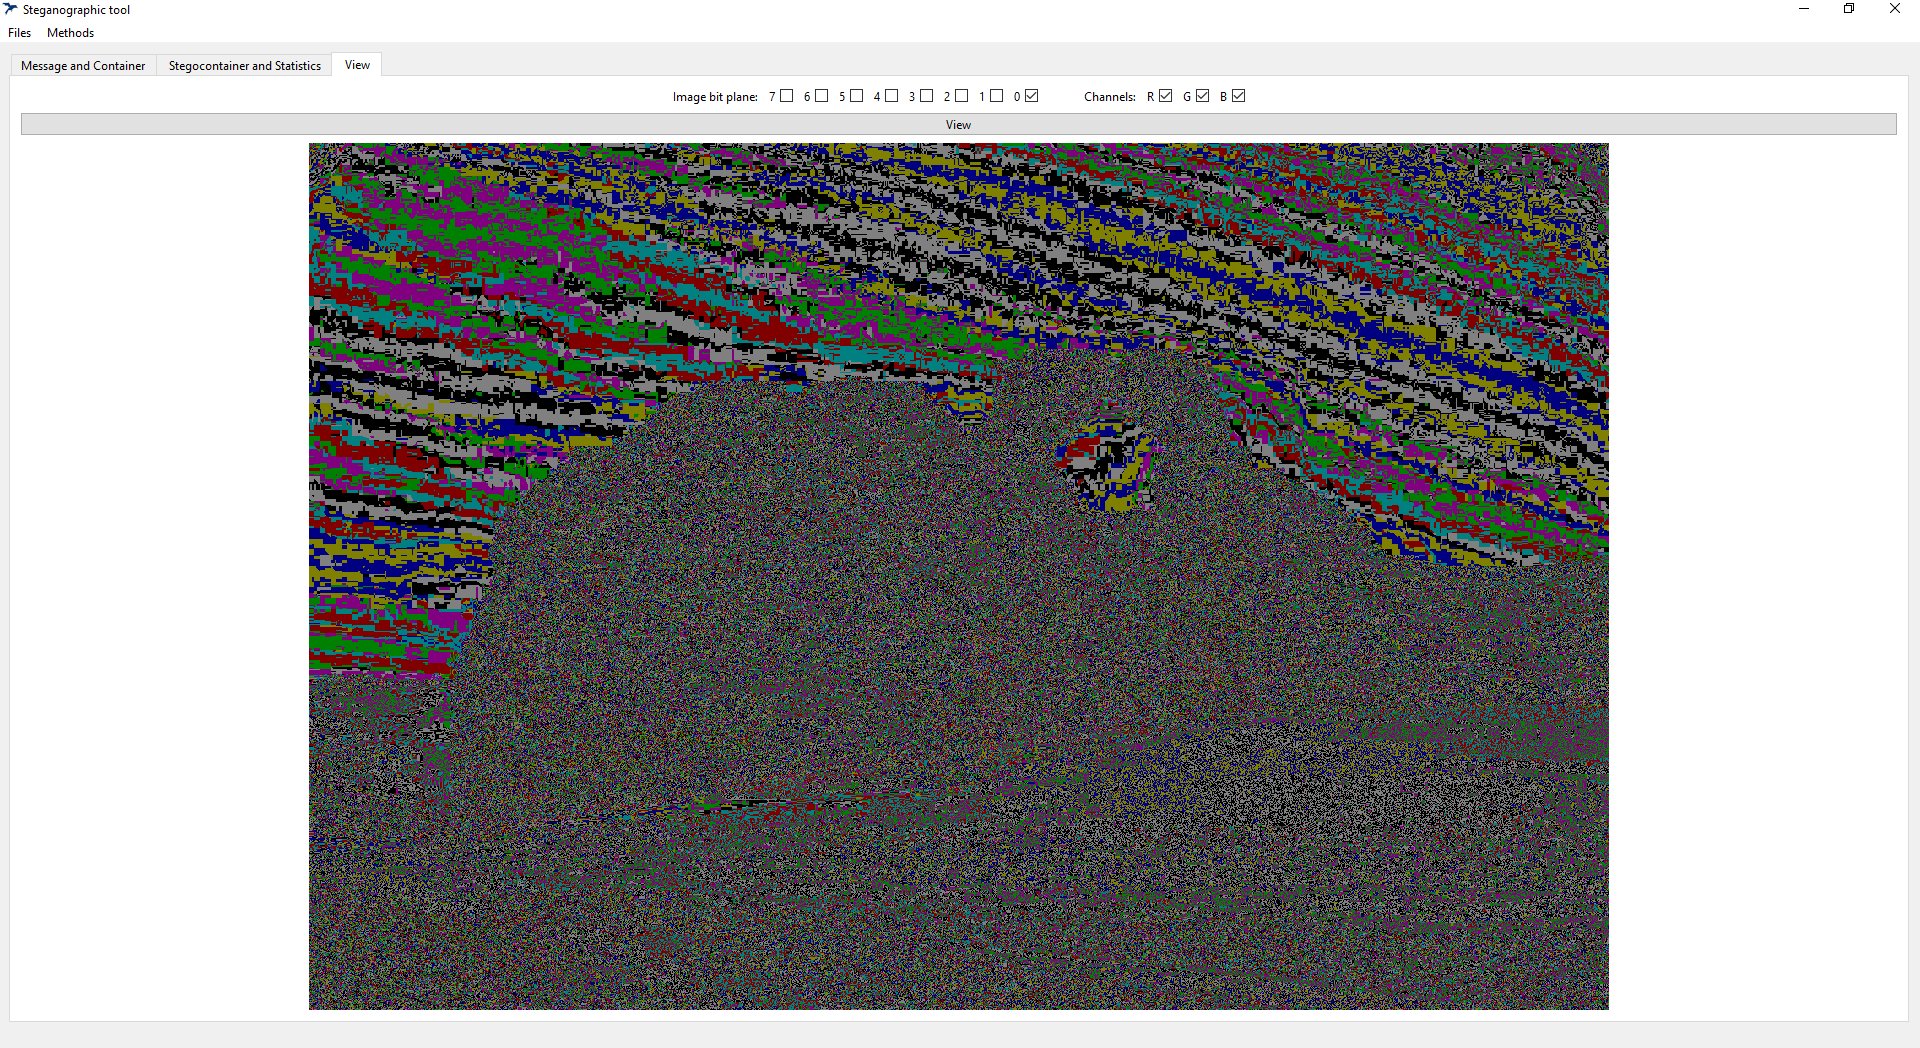 Steganographic tool
Files Methods
Message and Container Stegocontainer and Statistics View
Image bit plane: 7 6 5 4 3 2 1 0 Channels: R G B
View